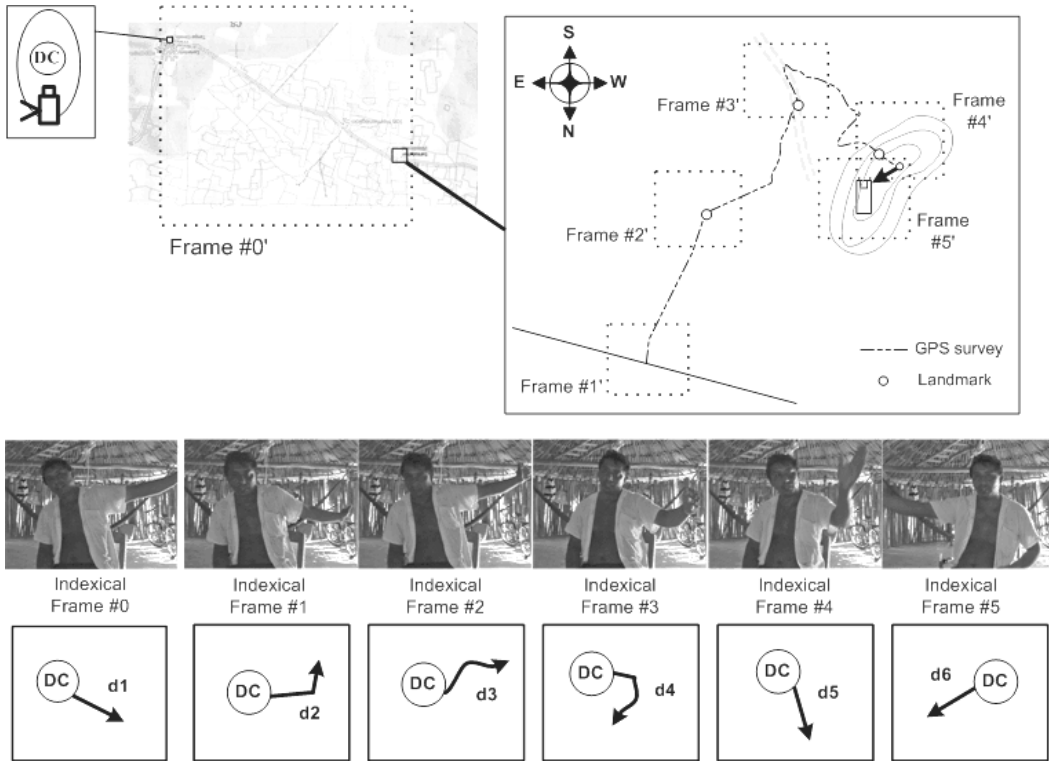 DC
Frame #0'
S
E
W
N
Frame #3'
Frame
#4'
Frame #2'
Frame
#5'
Frame #1'
GPS survey
Landmark
Indexical
Frame #0
Indexical
Frame #1
Indexical
Frame #2
Indexical
Frame #3
Indexical
Frame #4
Indexical
Frame #5
DC
d1
DC
d2
DC
d3
DC
d4
DC
d5
d6
DC